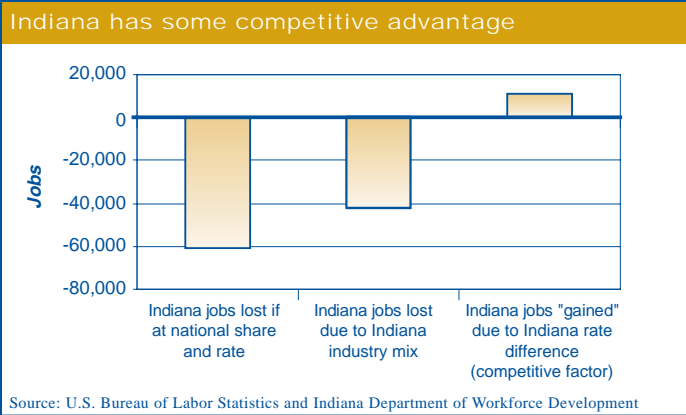 Indiana has some competitive advantage
20,000
0
-20,000
-40,000
-60,000
-80,000
Jobs
Indiana jobs lost if
at national share
and rate
Indiana jobs lost
due to Indiana
industry mix
Indiana jobs "gained"
due to Indiana rate
difference
(competitive factor)
Source: U.S. Bureau of Labor Statistics and Indiana Department of Workforce Development